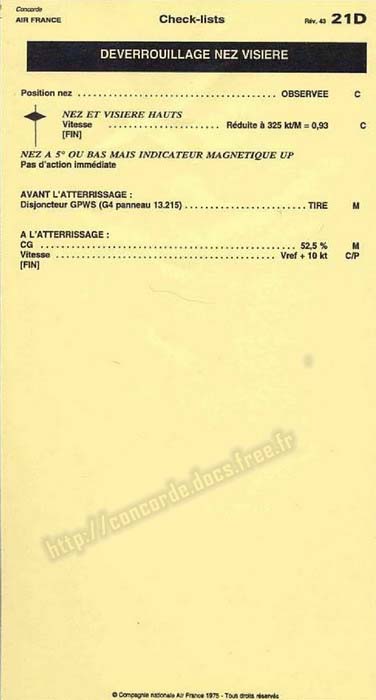 Concorde
AIR FRANCE
Check-lists
Rév. 43 21D
DEVERROUILLAGE NEZ VISIERE
Position nez ........................................ OBSERVEE C
NEZ ET VISIERE HAUTS
Vitesse ........................ Réduite à 325 kt/M = 0,93 C
[FIN]
NEZ A 5° OU BAS MAIS INDICATEUR MAGNETIQUE UP
Pas d'action immédiate
AVANT L'ATTERRISSAGE :
Disjoncteur GPWS (G4 panneau 13.215) ........................ TIRE M
A L'ATTERRISSAGE :
CG ........................................ 52,5 % M
Vitesse ........................................ Vref + 10 kt C/P
[FIN]
http://concorde.docs.free.fr
© Compagnie nationale Air France 1975 - Tout droits réservés